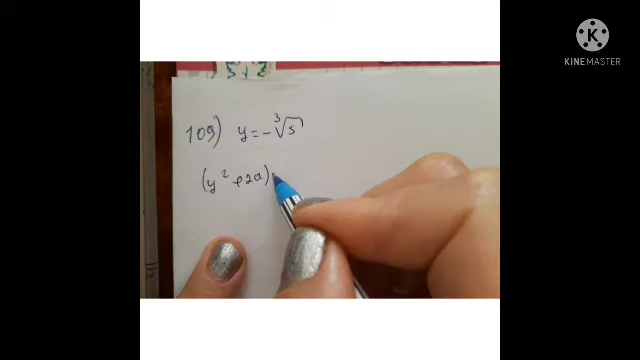 KINEMASTER
109) y = -∛5
(y² + 2a)